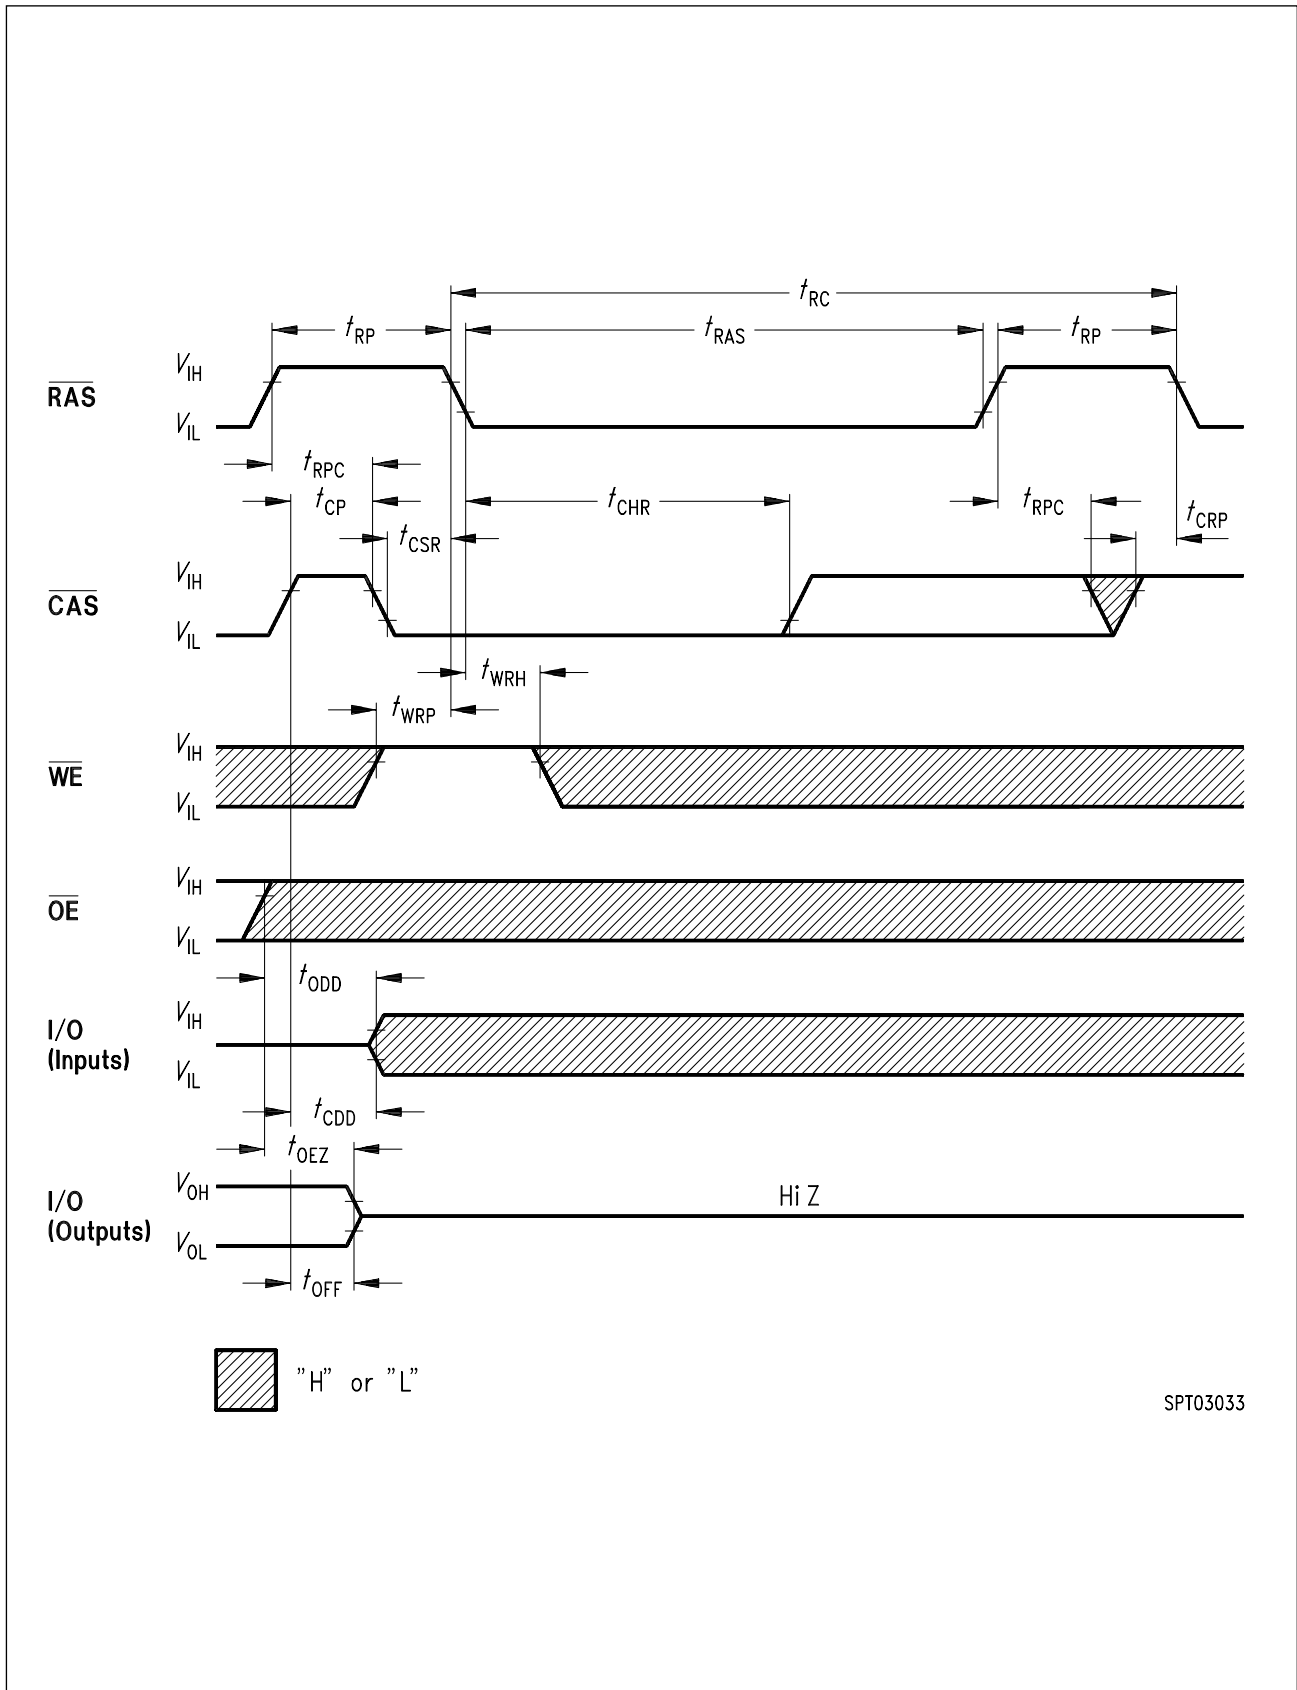 tRC
tRP tRAS tRP
VIH
RAS
VIL
tRPC
tCP tCHR tRPC
tCSR tCRP
VIH
CAS
VIL
tWRH
tWRP
VIH
WE
VIL
VIH
OE
VIL
tODD
VIH
I/O
(Inputs)
VIL
tCDD
tOEZ
VOH
I/O
(Outputs)
VOL
Hi Z
tOFF
"H" or "L"
SPT03033